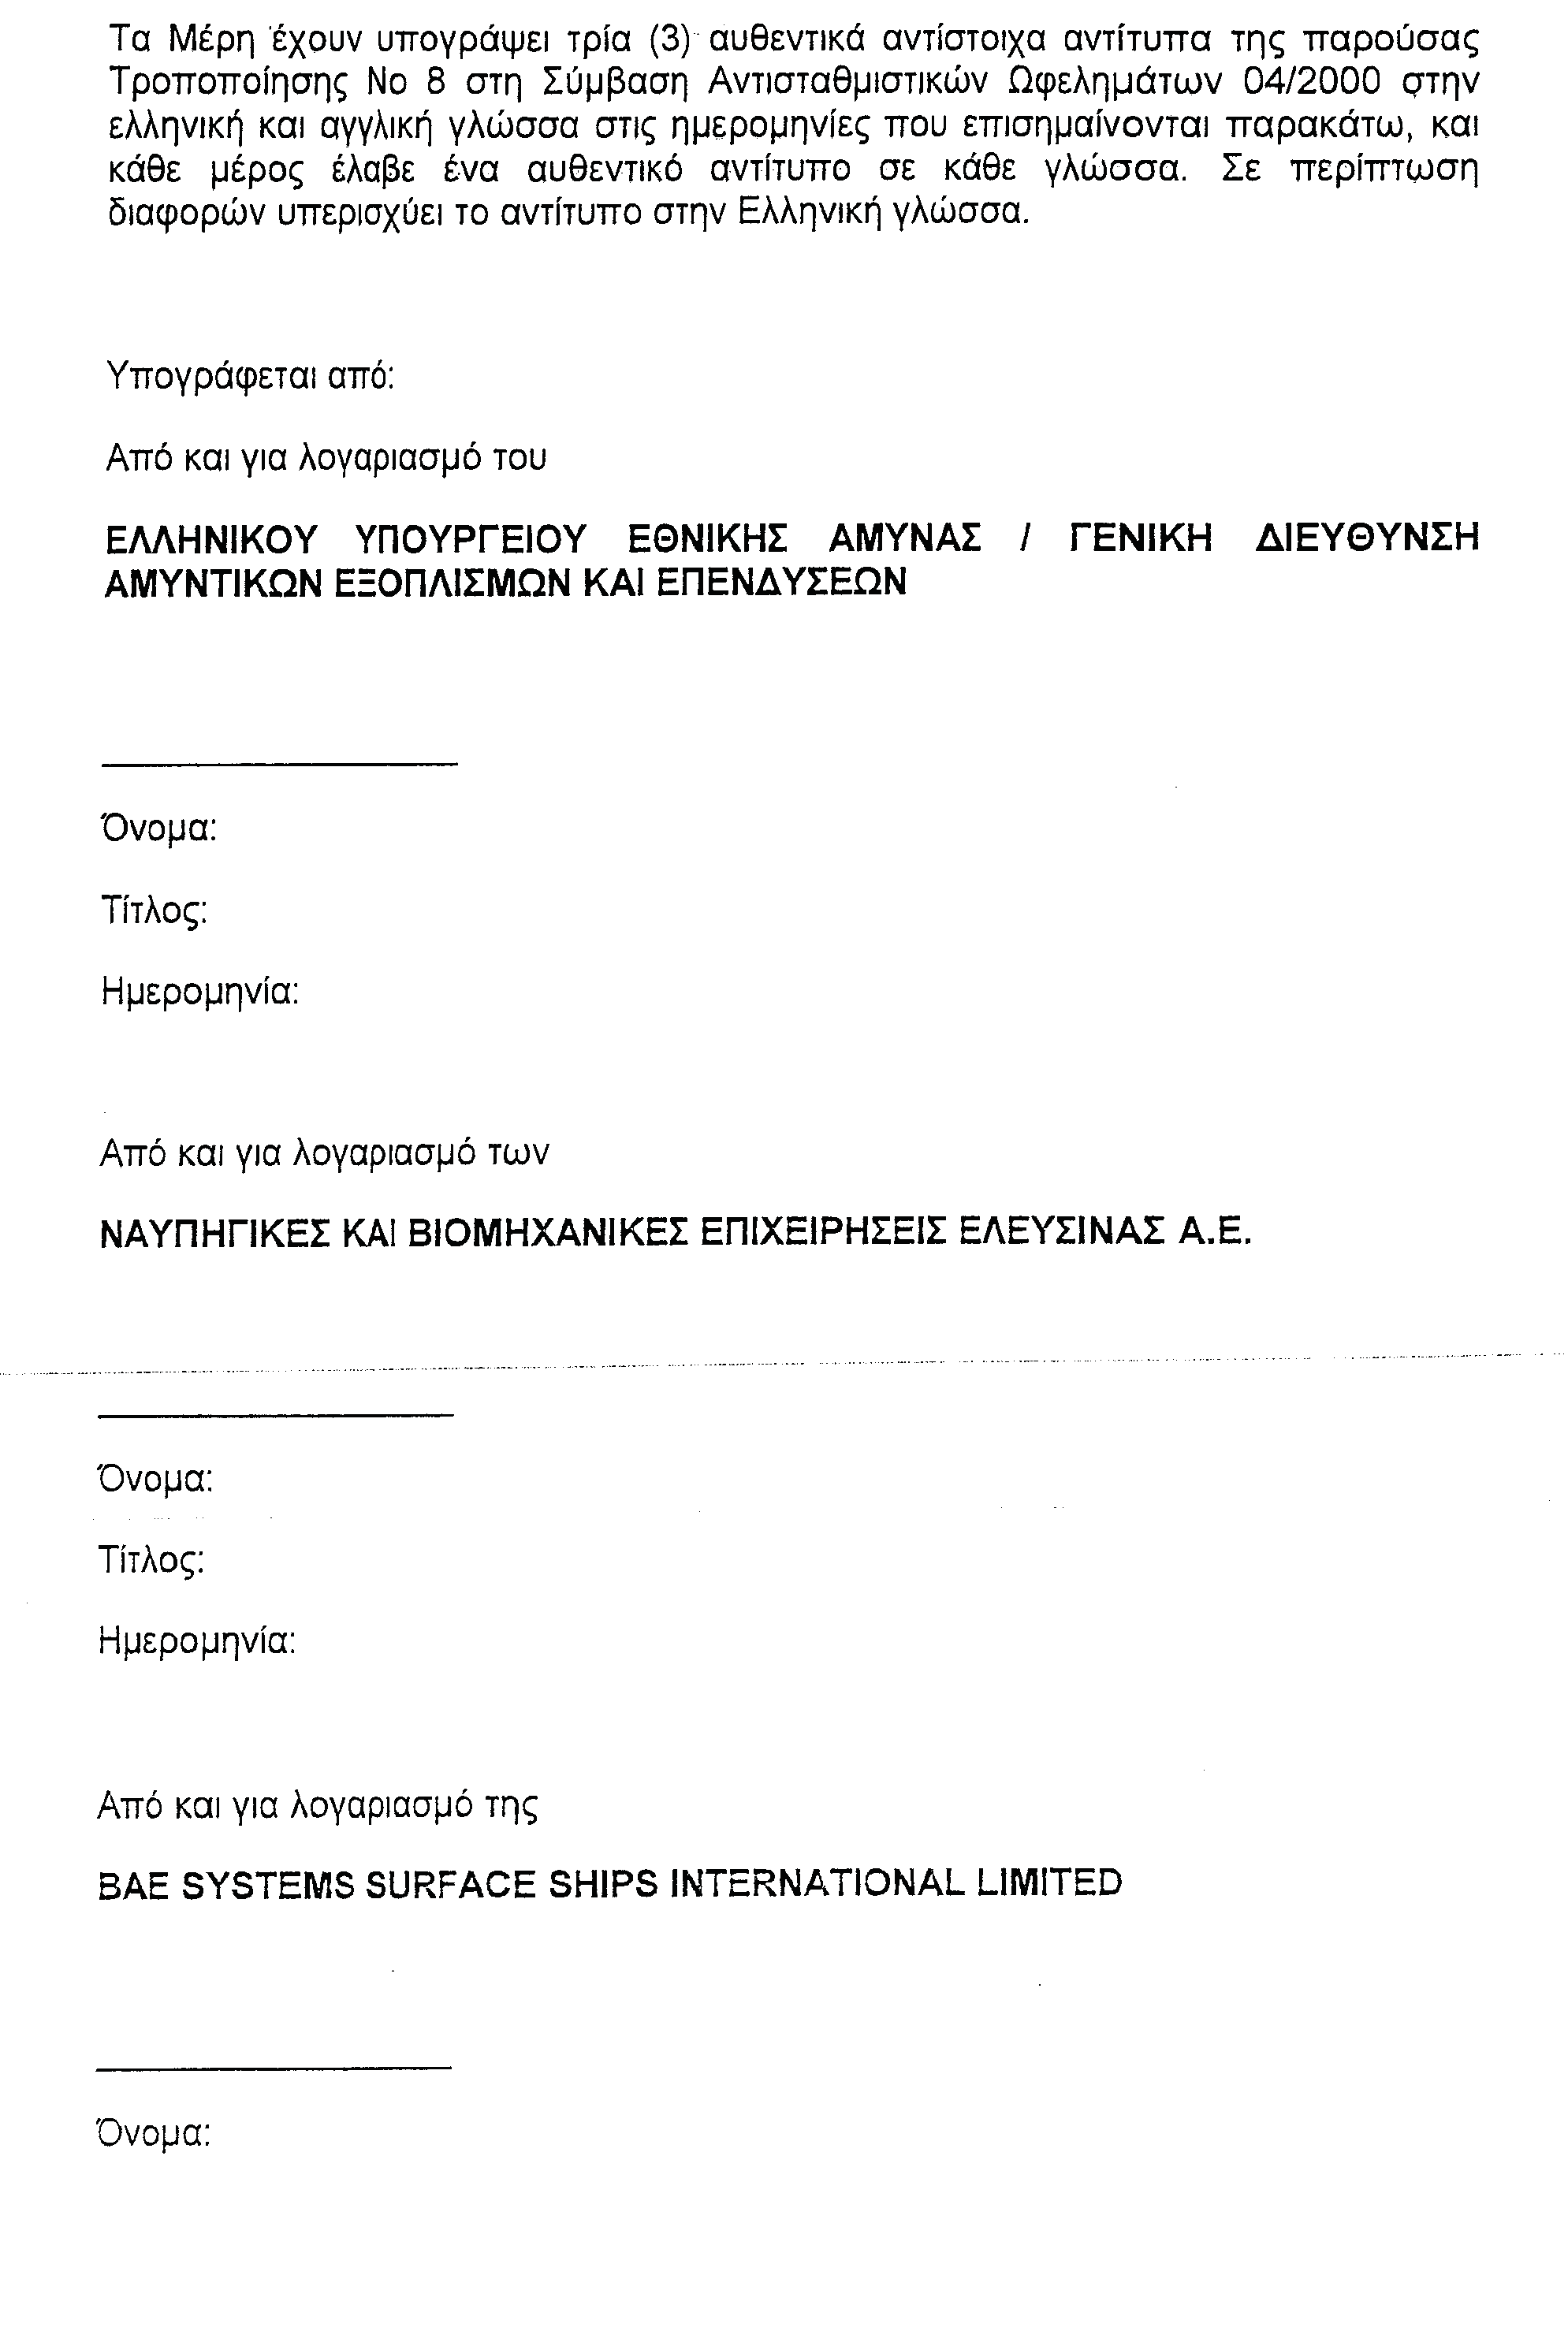 Τα Μέρη έχουν υπογράψει τρία (3) αυθεντικά αντίστοιχα αντίτυπα της παρούσας
Τροποποίησης Νο 8 στη Σύμβαση Αντισταθμιστικών Ωφελημάτων 04/2000 στην
ελληνική και αγγλική γλώσσα στις ημερομηνίες που επισημαίνονται παρακάτω, και
κάθε μέρος έλαβε ένα αυθεντικό αντίτυπο σε κάθε γλώσσα. Σε περίπτωση
διαφορών υπερισχύει το αντίτυπο στην Ελληνική γλώσσα.
Υπογράφεται από:
Από και για λογαριασμό του
ΕΛΛΗΝΙΚΟΥ ΥΠΟΥΡΓΕΙΟΥ ΕΘΝΙΚΗΣ ΑΜΥΝΑΣ / ΓΕΝΙΚΗ ΔΙΕΥΘΥΝΣΗ
ΑΜΥΝΤΙΚΩΝ ΕΞΟΠΛΙΣΜΩΝ ΚΑΙ ΕΠΕΝΔΥΣΕΩΝ
Όνομα:
Τίτλος:
Ημερομηνία:
Από και για λογαριασμό των
ΝΑΥΠΗΓΙΚΕΣ ΚΑΙ ΒΙΟΜΗΧΑΝΙΚΕΣ ΕΠΙΧΕΙΡΗΣΕΙΣ ΕΛΕΥΣΙΝΑΣ Α.Ε.
Όνομα:
Τίτλος:
Ημερομηνία:
Από και για λογαριασμό της
BAE SYSTEMS SURFACE SHIPS INTERNATIONAL LIMITED
Όνομα: